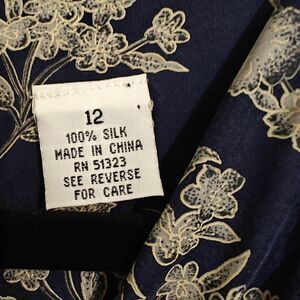 12
100% SILK
MADE IN CHINA
RN 51323
SEE REVERSE
FOR CARE